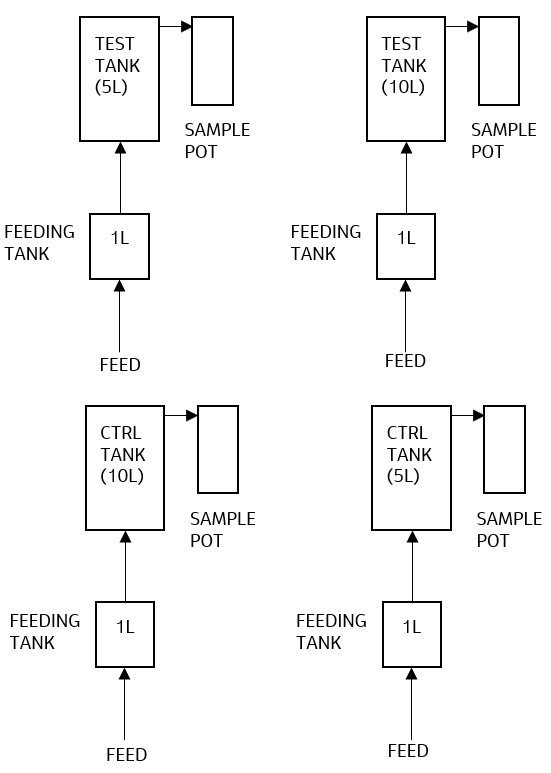 TEST
TANK
(5L)
SAMPLE
POT
FEEDING
TANK
1L
FEED
TEST
TANK
(10L)
SAMPLE
POT
FEEDING
TANK
1L
FEED
CTRL
TANK
(10L)
SAMPLE
POT
FEEDING
TANK
1L
FEED
CTRL
TANK
(5L)
SAMPLE
POT
FEEDING
TANK
1L
FEED